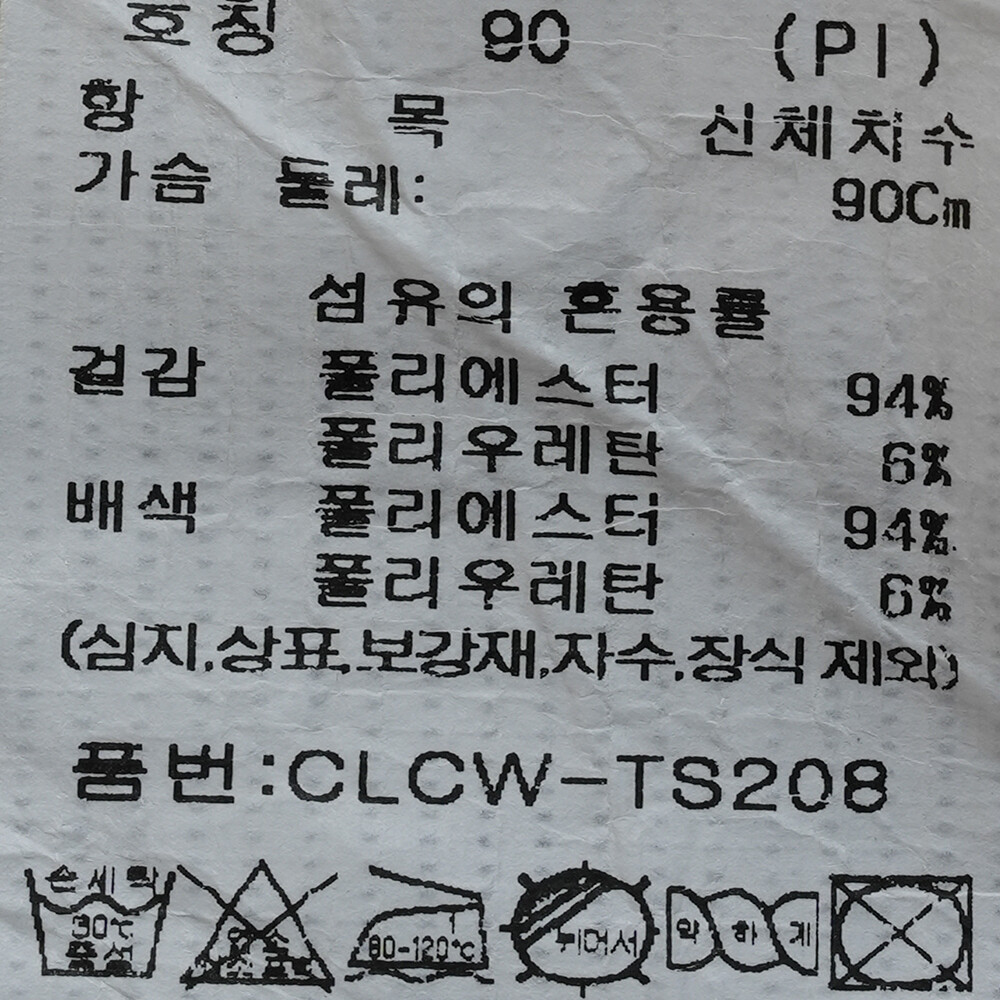 호칭 90 (PI)
항 목 신체치수
가슴 둘레: 90Cm
섬유의 혼용률
겉감 폴리에스터 94%
폴리우레탄 6%
배색 폴리에스터 94%
폴리우레탄 6%
(심지,상표,보강재,자수,장식 제외)
품번:CLCW-TS208
손세탁 30℃ 중성
염소 80-120℃ 뉘어서 약하게